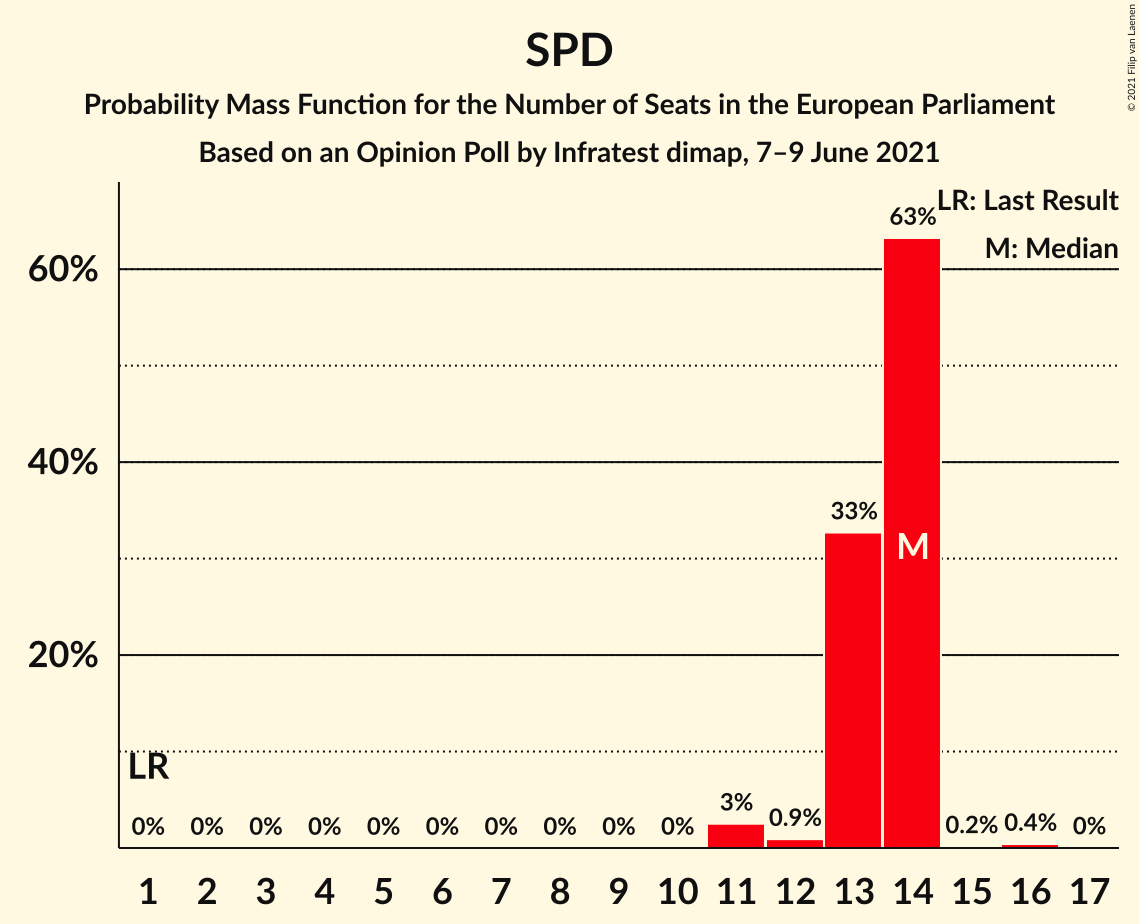 SPD
Probability Mass Function for the Number of Seats in the European Parliament
Based on an Opinion Poll by Infratest dimap, 7–9 June 2021
© 2021 Filip van Laenen
LR: Last Result
M: Median
60%
40%
20%
63%
33%
M
LR
0% 0% 0% 0% 0% 0% 0% 0% 0% 0% 3% 0.9% 0.2% 0.4% 0%
1 2 3 4 5 6 7 8 9 10 11 12 13 14 15 16 17